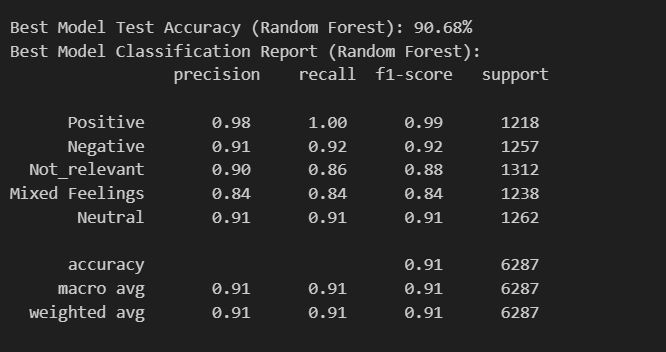 Best Model Test Accuracy (Random Forest): 90.68%
Best Model Classification Report (Random Forest):
precision recall f1-score support
Positive 0.98 1.00 0.99 1218
Negative 0.91 0.92 0.92 1257
Not_relevant 0.90 0.86 0.88 1312
Mixed Feelings 0.84 0.84 0.84 1238
Neutral 0.91 0.91 0.91 1262
accuracy 0.91 6287
macro avg 0.91 0.91 0.91 6287
weighted avg 0.91 0.91 0.91 6287